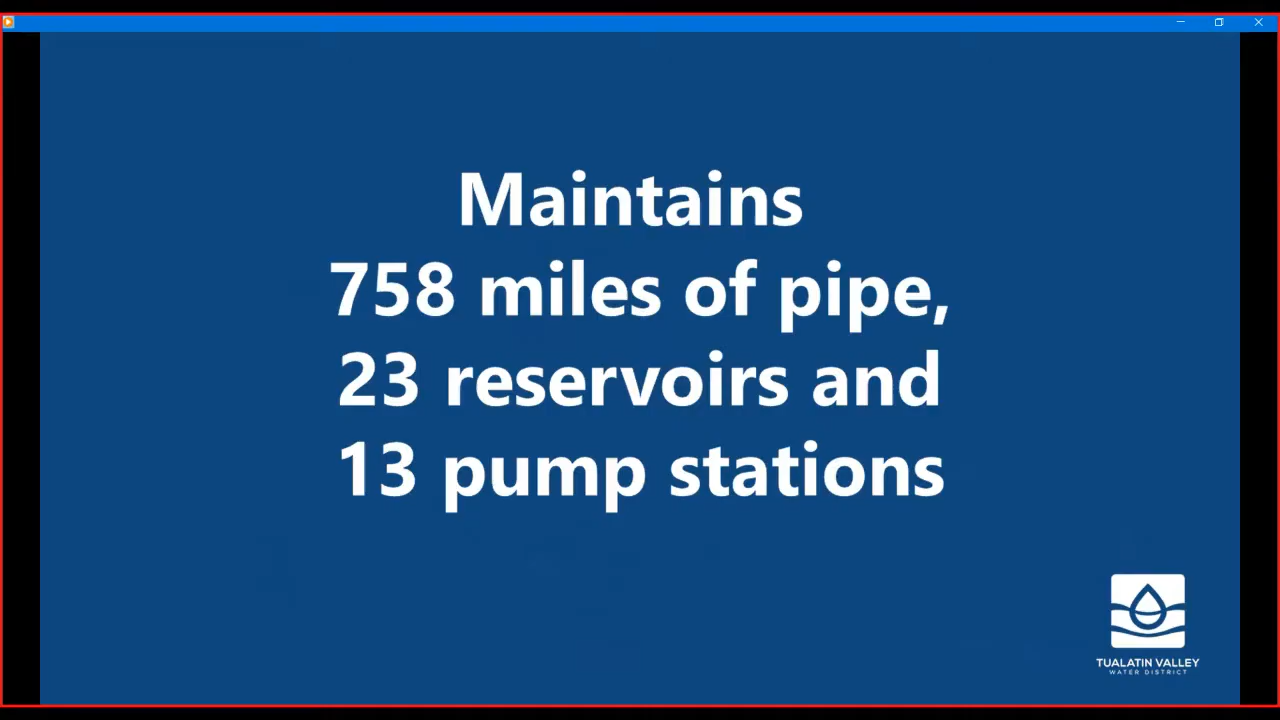 Maintains
758 miles of pipe,
23 reservoirs and
13 pump stations
TUALATIN VALLEY
WATER DISTRICT